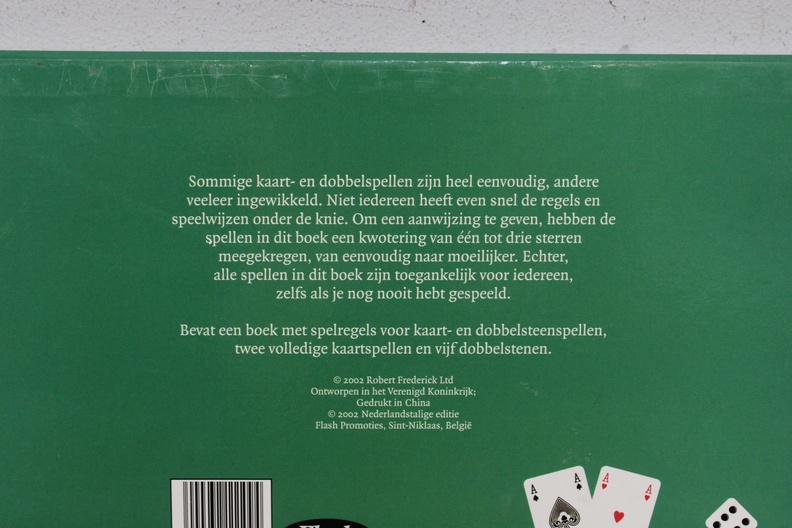 Sommige kaart- en dobbelspellen zijn heel eenvoudig, andere
veeleer ingewikkeld. Niet iedereen heeft even snel de regels en
speelwijzen onder de knie. Om een aanwijzing te geven, hebben de
spellen in dit boek een kwotering van één tot drie sterren
meegekregen, van eenvoudig naar moeilijker. Echter,
alle spellen in dit boek zijn toegankelijk voor iedereen,
zelfs als je nog nooit hebt gespeeld.
Bevat een boek met spelregels voor kaart- en dobbelsteenspellen,
twee volledige kaartspellen en vijf dobbelstenen.
© 2002 Robert Frederick Ltd
Ontworpen in het Verenigd Koninkrijk;
Gedrukt in China
© 2002 Nederlandstalige editie
Flash Promoties, Sint-Niklaas, België
A A A A